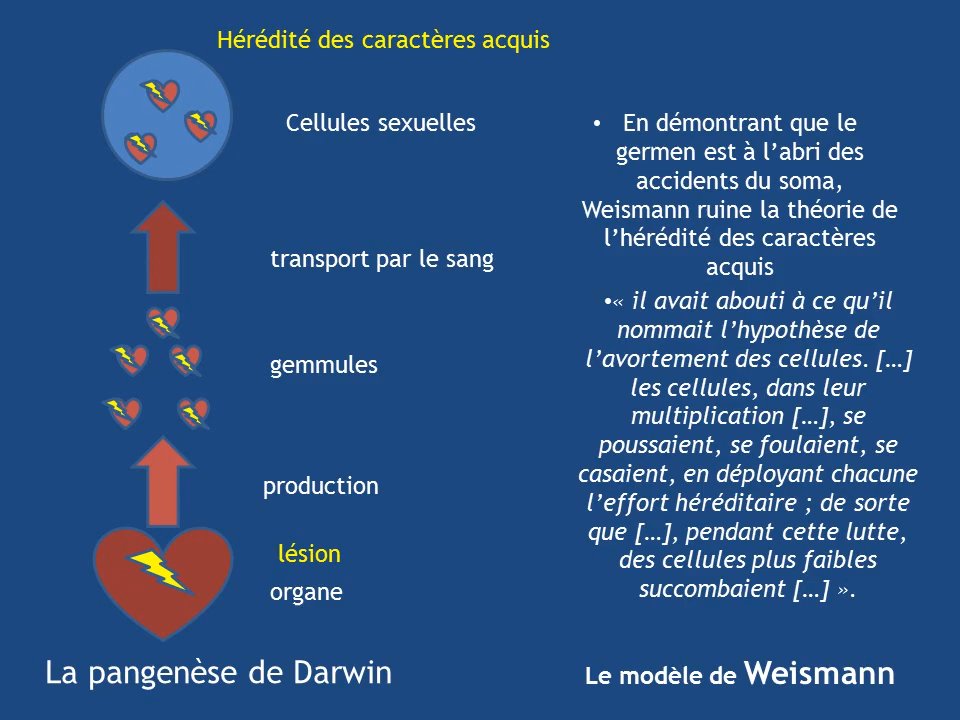 Hérédité des caractères acquis
Cellules sexuelles
transport par le sang
gemmules
production
lésion
organe
La pangenèse de Darwin
• En démontrant que le
germen est à l’abri des
accidents du soma,
Weismann ruine la théorie de
l’hérédité des caractères
acquis
•« il avait abouti à ce qu’il
nommait l’hypothèse de
l’avortement des cellules. […]
les cellules, dans leur
multiplication […], se
poussaient, se foulaient, se
casaient, en déployant chacune
l’effort héréditaire ; de sorte
que […], pendant cette lutte,
des cellules plus faibles
succombaient […] ».
Le modèle de Weismann